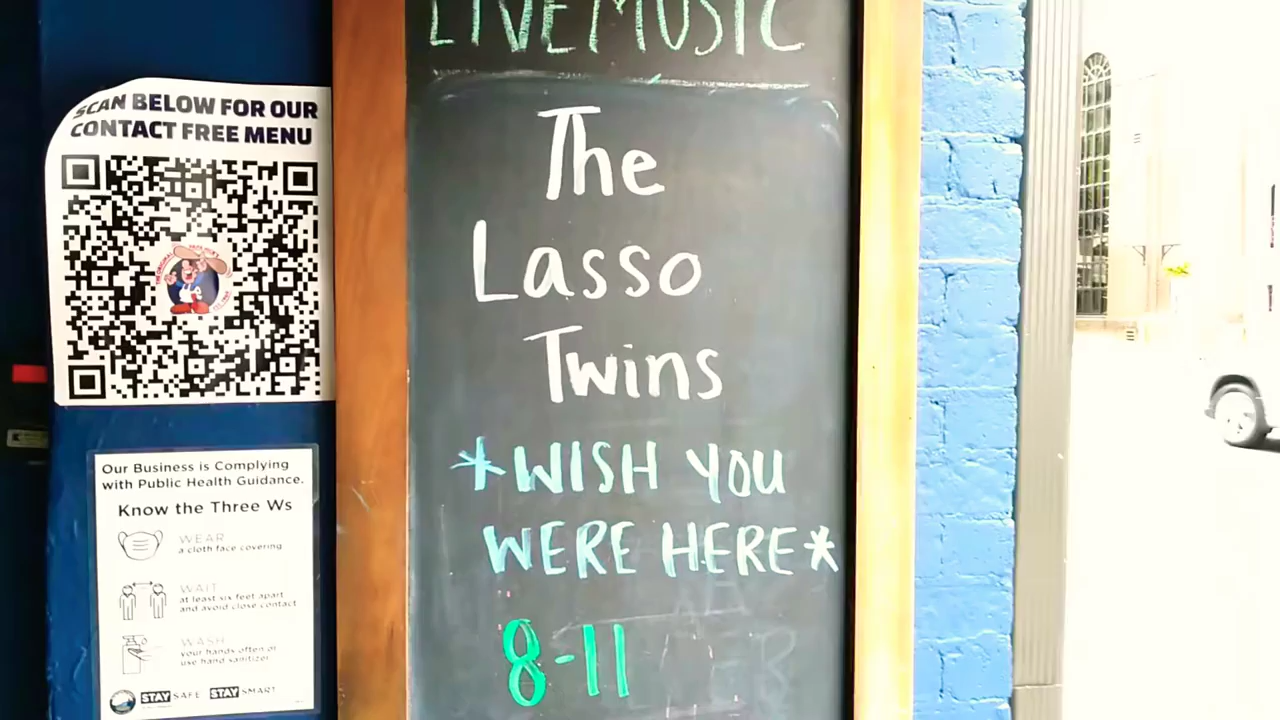 LIVE MUSIC
The
Lasso
Twins
*WISH YOU
WERE HERE*
8-11
SCAN BELOW FOR OUR
CONTACT FREE MENU
Our Business is Complying
with Public Health Guidance.
Know the Three Ws
WEAR
a cloth face covering
WAIT
at least six feet apart
and avoid close contact
WASH
your hands often or
use hand sanitizer
STAY SAFE STAY SMART